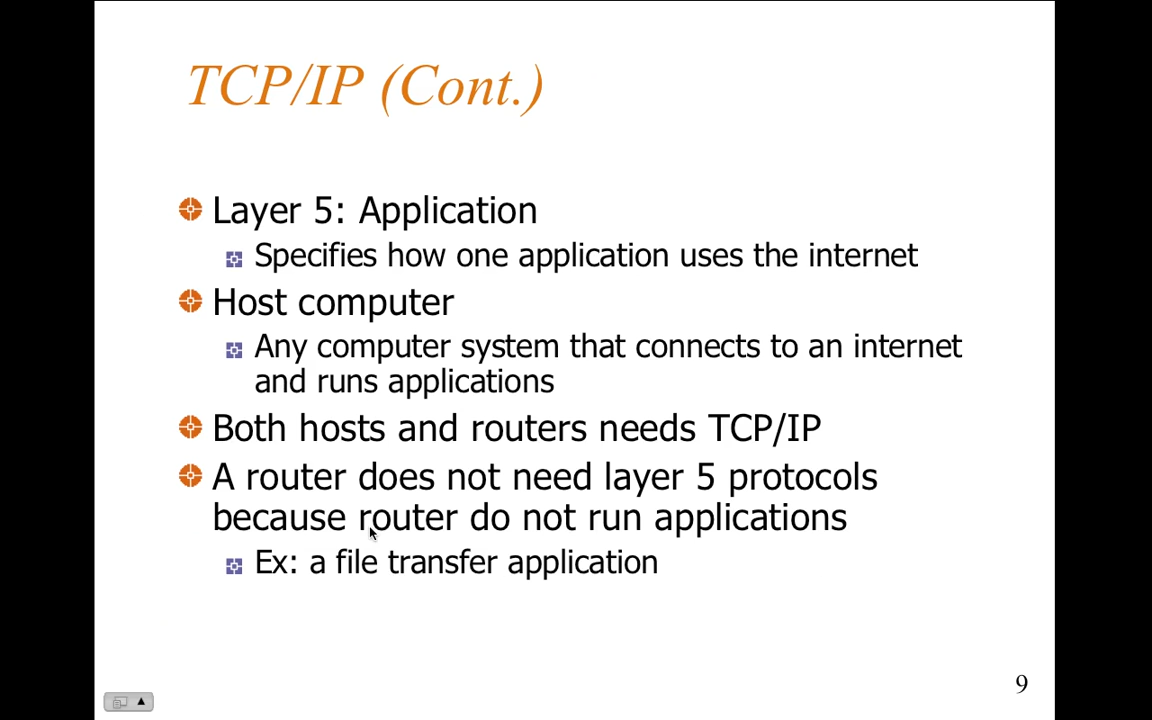 TCP/IP (Cont.)
Layer 5: Application
Specifies how one application uses the internet
Host computer
Any computer system that connects to an internet
and runs applications
Both hosts and routers needs TCP/IP
A router does not need layer 5 protocols
because router do not run applications
Ex: a file transfer application
9